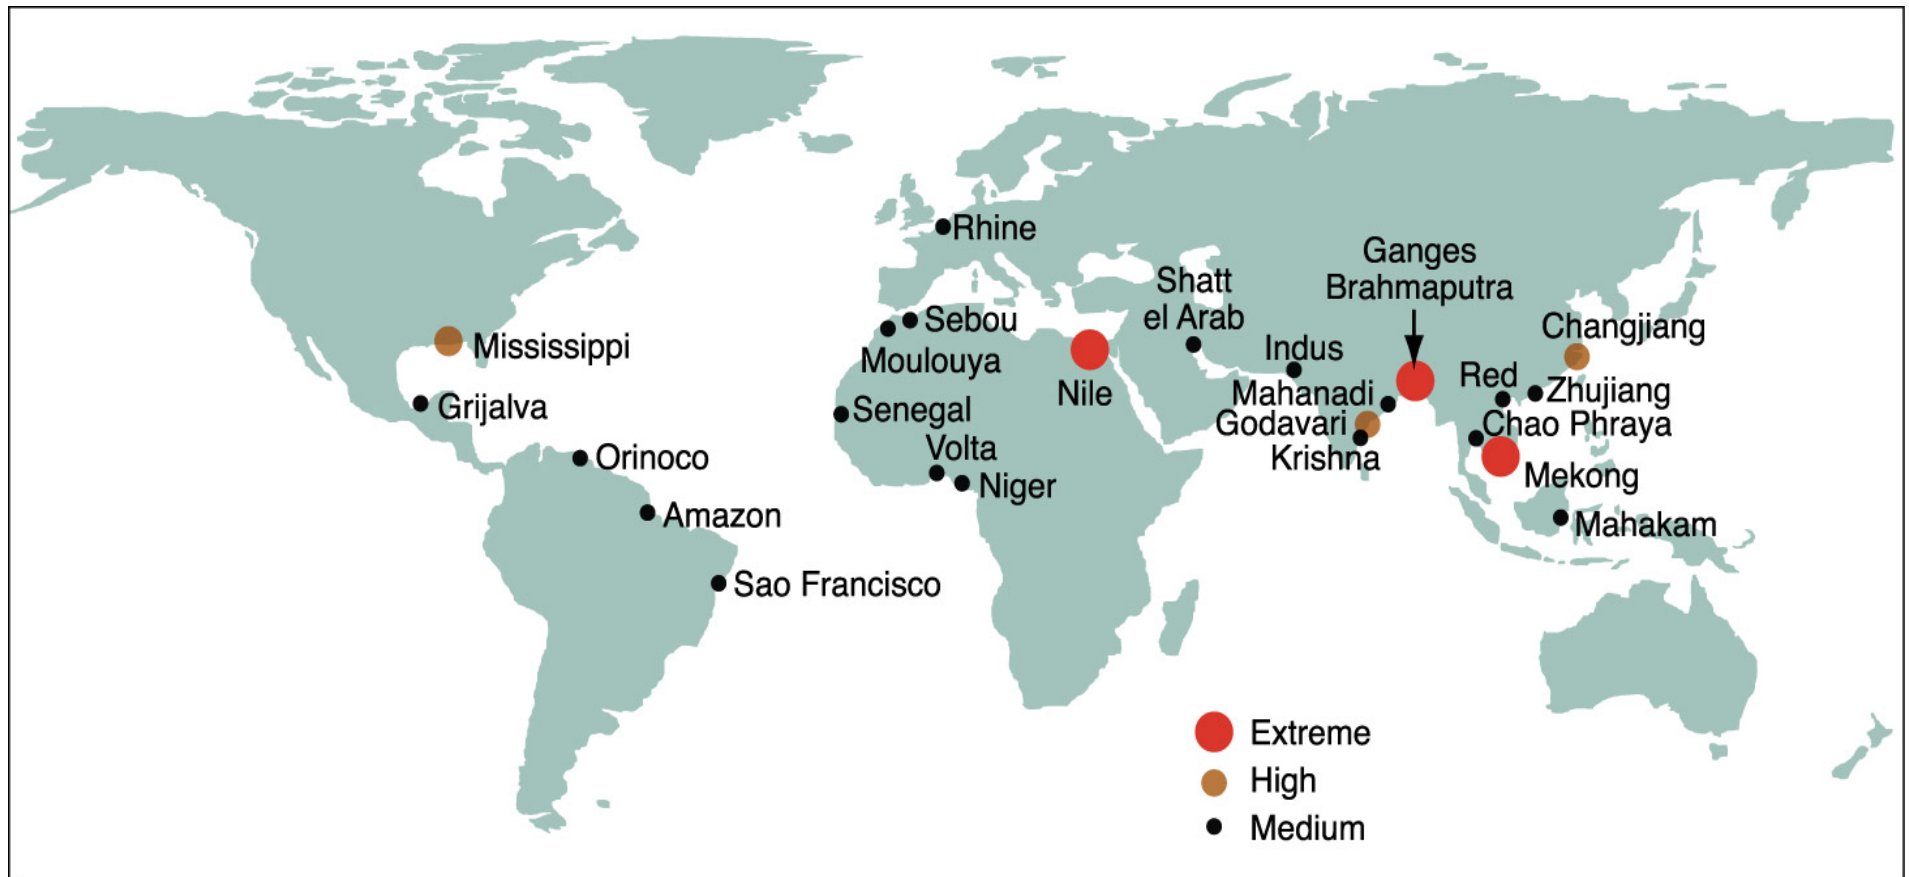 Rhine
Ganges
Brahmaputra
Shatt
el Arab
Sebou
Changjiang
Mississippi
Moulouya
Indus
Nile
Red
Zhujiang
Mahanadi
Grijalva
Senegal
Godavari
Chao Phraya
Volta
Orinoco
Krishna
Niger
Mekong
Amazon
Mahakam
Sao Francisco
Extreme
High
Medium